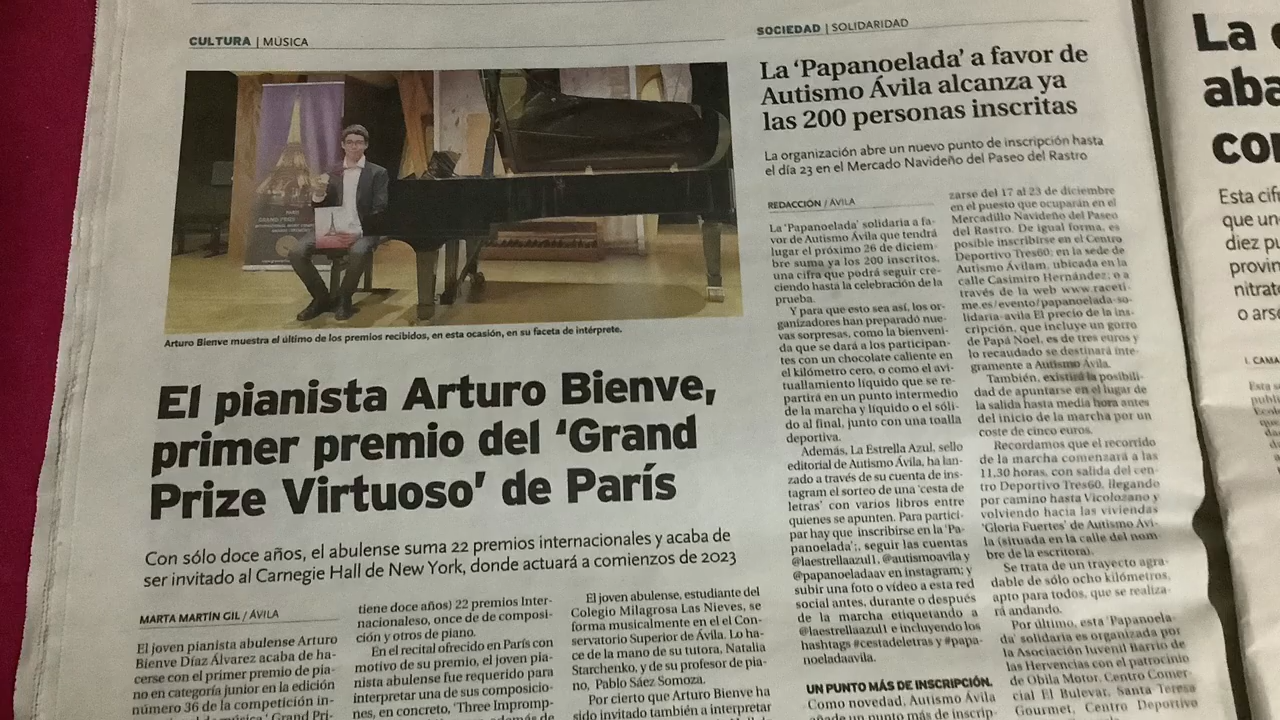 CULTURA | MÚSICA
Arturo Bienve muestra el último de los premios recibidos, en esta ocasión, en su faceta de intérprete.
El pianista Arturo Bienve,
primer premio del ‘Grand
Prize Virtuoso’ de París
Con sólo doce años, el abulense suma 22 premios internacionales y acaba de
ser invitado al Carnegie Hall de New York, donde actuará a comienzos de 2023
MARTA MARTÍN GIL / ÁVILA
El joven pianista abulense Arturo
Bienve Díaz Álvarez acaba de ha-
cerse con el primer premio de pia-
no en categoría junior en la edición
número 36 de la competición in-
tiene doce años) 22 premios Inter-
nacionaleso, once de de composi-
ción y otros de piano.
En el recital ofrecido en París con
motivo de su premio, el joven pia-
nista abulense fue requerido para
interpretar una de sus composicio-
nes, en concreto, ‘Three Impromp-
El joven abulense, estudiante del
Colegio Milagrosa Las Nieves, se
forma musicalmente en el el Con-
servatorio Superior de Ávila. Lo ha-
ce de la mano de su tutora, Natalia
Starchenko, y de su profesor de pia-
no, Pablo Sáez Somoza.
Por cierto que Arturo Bienve ha
sido invitado también a interpretar
SOCIEDAD | SOLIDARIDAD
La ‘Papanoelada’ a favor de
Autismo Ávila alcanza ya
las 200 personas inscritas
La organización abre un nuevo punto de inscripción hasta
el día 23 en el Mercado Navideño del Paseo del Rastro
REDACCIÓN / ÁVILA
La ‘Papanoelada’ solidaria a fa-
vor de Autismo Ávila que tendrá
lugar el próximo 26 de diciem-
bre suma ya los 200 inscritos,
una cifra que podrá seguir cre-
ciendo hasta la celebración de la
prueba.
Y para que esto sea así, los or-
ganizadores han preparadó nue-
vas sorpresas, como la bienveni-
da que se dará a los participan-
tes con un chocolate caliente en
el kilómetro cero, o como el avi-
tuallamiento líquido que se re-
partirá en un punto intermedio
de la marcha y líquido o el sóli-
do al final, junto con una toalla
deportiva.
Además, La Estrella Azul, sello
editorial de Autismo Ávila, ha lan-
zado a través de su cuenta de ins-
tagram el sorteo de una ‘cesta de
letras’ con varios libros entre
quienes se apunten. Para partici-
par hay que inscribirse en la ‘Pa-
panoelada’;, seguir las cuentas
@laestrellaazul1, @autismoavila y
@papanoeladaav en instagram; y
subir una foto o vídeo a esta red
social antes, durante o después
de la marcha etiquetando a
@laestrellaazul1 e incluyendo los
hashtags #cestadeletras y #papa-
noeladaavila.
UN PUNTO MÁS DE INSCRIPCIÓN.
Como novedad, Autismo Ávila
añade un punto más de inscrip-
zarse del 17 al 23 de diciembre
en el puesto que ocuparán en el
Mercadillo Navideño del Paseo
del Rastro. De igual forma, es
posible inscribirse en el Centro
Deportivo Tres60; en la sede de
Autismo Ávilam, ubicada en la
calle Casimiro Hernández; o a
través de la web www.raceti-
me.es/evento/papanoelada-so-
lidaria-avila El precio de la ins-
cripción, que incluye un gorro
de Papá Noel, es de tres euros y
lo recaudado se destinará ínte-
gramente a Autismo Ávila.
También, existirá la posibili-
dad de apuntarse en el lugar de
la salida hasta media hora antes
del inicio de la marcha por un
coste de cinco euros.
Recordamos que el recorrido
de la marcha comenzará a las
11,30 horas, con salida del cen-
tro Deportivo Tres60, llegando
por camino hasta Vicolozano y
volviendo hacia las viviendas
‘Gloria Fuertes’ de Autismo Ávi-
la (situada en la calle del nom
bre de la escritora).
Se trata de un trayecto agra-
dable de sólo ocho kilómetros,
apto para todos, que se realiza-
rá andando.
Por último, esta ‘Papanoela-
da’ solidaria es organizada por
la Asociación Juvenil Barrio de
las Hervencias con el patrocinio
de Obila Motor, Centro Comer-
cial El Bulevar, Santa Teresa
Gourmet, Centro Deportivo
La
aba
con
Esta cifr
que un
diez pu
provin
nitrato
o arsé